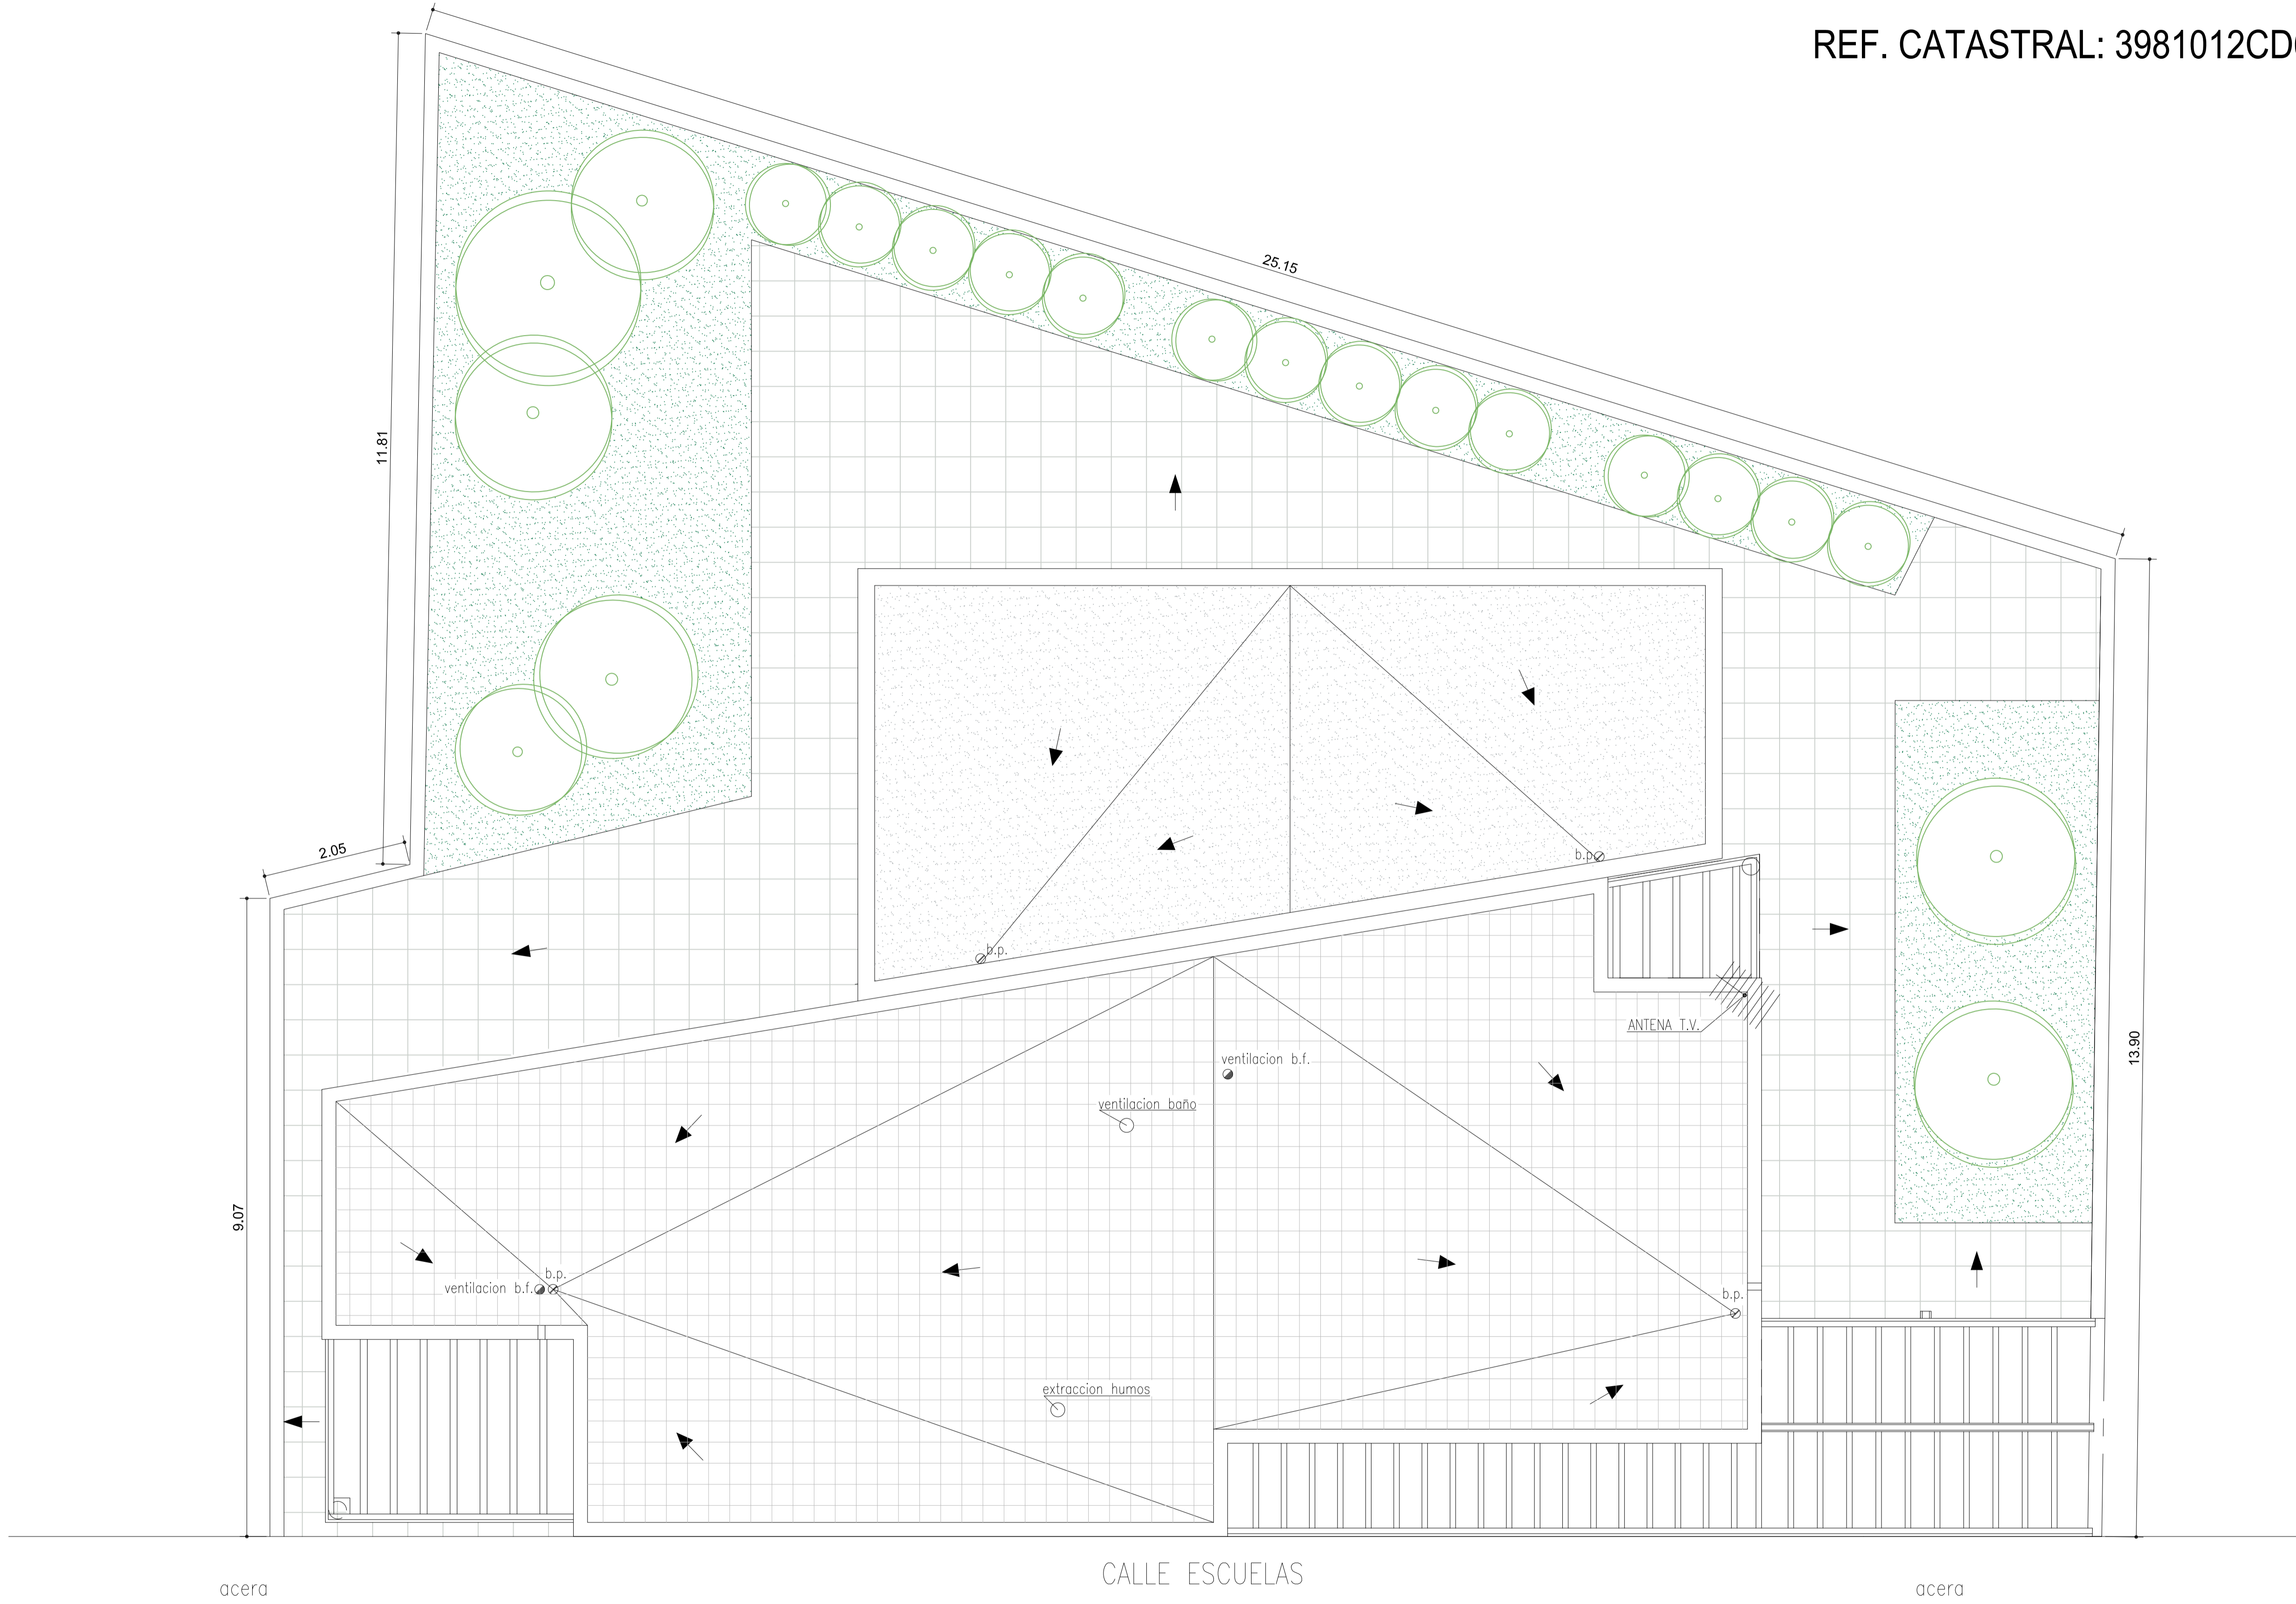 REF. CATASTRAL: 3981012CD
25.15
11.81
2.05
b.p.
b.p.
ANTENA T.V.
ventilacion b.f.
ventilacion baño
13.90
9.07
b.p.
ventilacion b.f.
b.p.
extraccion humos
CALLE ESCUELAS
acera
acera